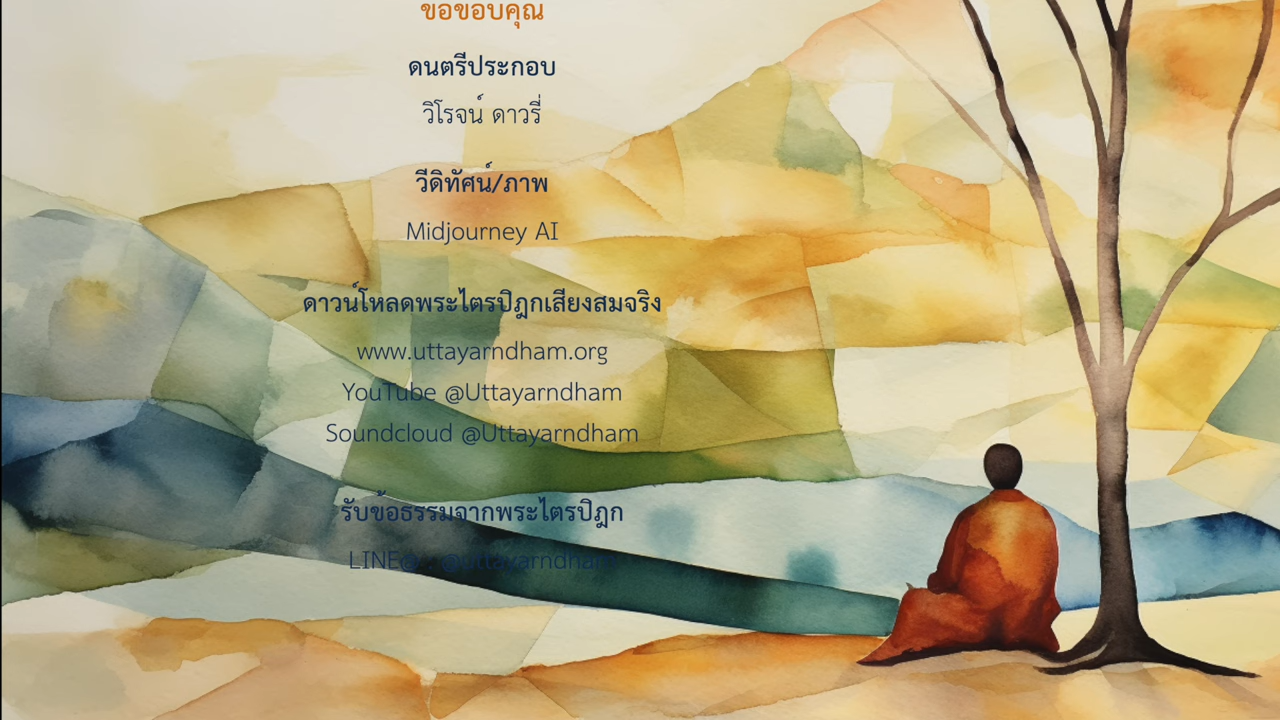 ขอขอบคุณ
ดนตรีประกอบ
วิโรจน์ ดาวรี่
วีดิทัศน์/ภาพ
Midjourney AI
ดาวน์โหลดพระไตรปิฎกเสียงสมจริง
www.uttayarndham.org
YouTube @Uttayarndham
Soundcloud @Uttayarndham
รับข้อธรรมจากพระไตรปิฎก
LINE@ : @uttayarndham